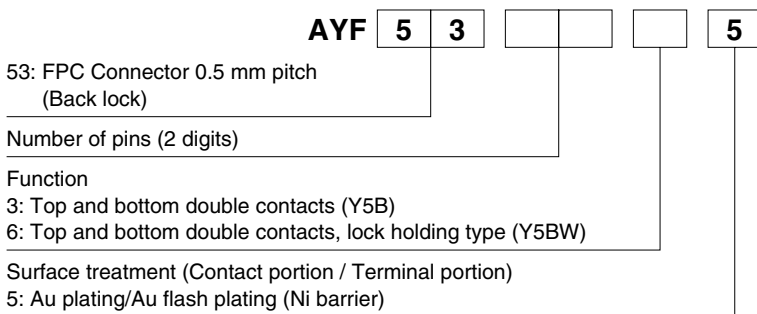 AYF 5 3 5
53: FPC Connector 0.5 mm pitch
(Back lock)
Number of pins (2 digits)
Function
3: Top and bottom double contacts (Y5B)
6: Top and bottom double contacts, lock holding type (Y5BW)
Surface treatment (Contact portion / Terminal portion)
5: Au plating/Au flash plating (Ni barrier)